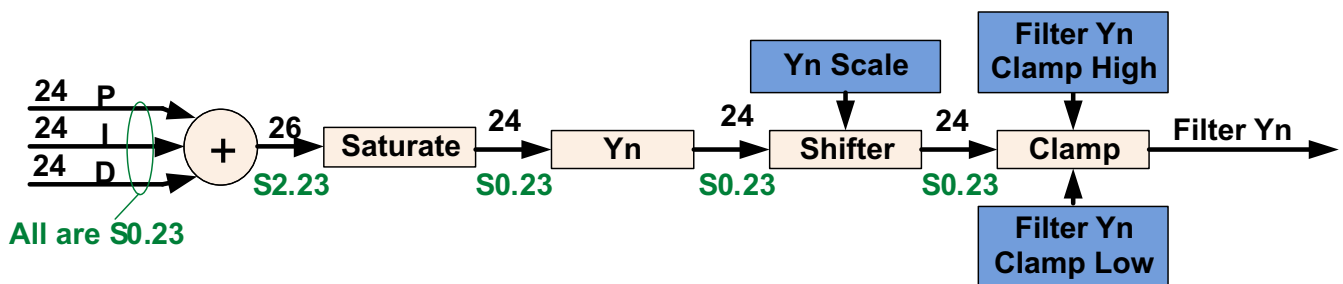 Filter Yn
Clamp High
Yn Scale
24 P
24 I
24 D
+
26
Saturate
24
Yn
24
Shifter
24
Clamp
Filter Yn
S2.23
S0.23
S0.23
S0.23
All are S0.23
Filter Yn
Clamp Low